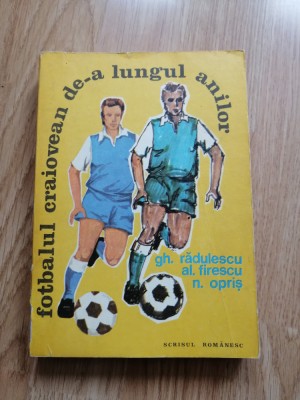 fotbalul craiovean de-a lungul anilor
gh. rădulescu
al. firescu
n. opriș
SCRISUL ROMÂNESC